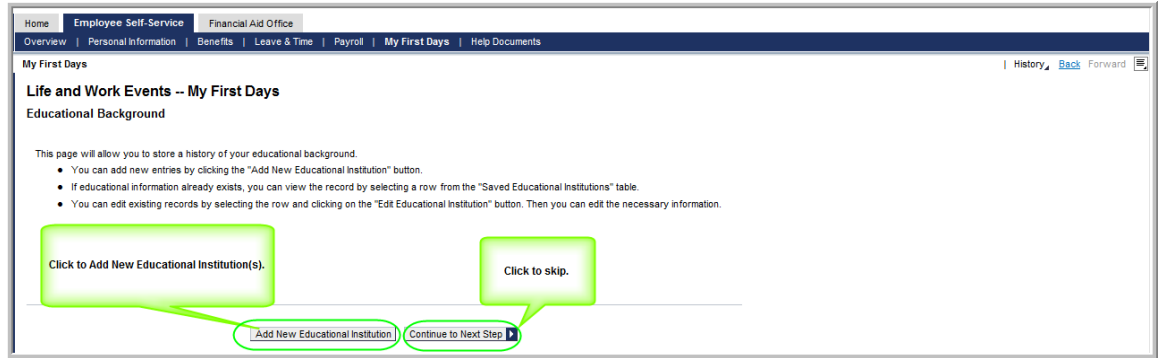 Home Employee Self-Service Financial Aid Office
Overview | Personal Information | Benefits | Leave & Time | Payroll | My First Days | Help Documents
My First Days | History Back Forward
Life and Work Events -- My First Days
Educational Background
This page will allow you to store a history of your educational background.
• You can add new entries by clicking the "Add New Educational Institution" button.
• If educational information already exists, you can view the record by selecting a row from the "Saved Educational Institutions" table.
• You can edit existing records by selecting the row and clicking on the "Edit Educational Institution" button. Then you can edit the necessary information.
Click to Add New Educational Institution(s).
Click to skip.
Add New Educational Institution Continue to Next Step